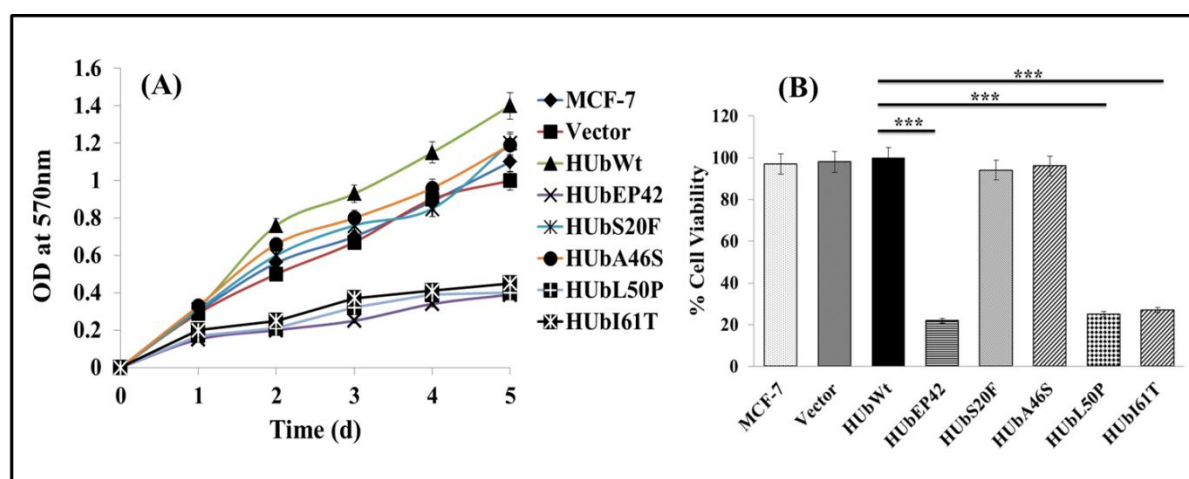 (A)
OD at 570nm
1.6
1.4
1.2
1
0.8
0.6
0.4
0.2
0
0 1 2 3 4 5
Time (d)
MCF-7
Vector
HUbWt
HUbEP42
HUbS20F
HUbA46S
HUbL50P
HUbI61T
(B)
***
***
***
% Cell Viability
120
100
80
60
40
20
0
MCF-7
Vector
HUbWt
HUbEP42
HUbS20F
HUbA46S
HUbL50P
HUbI61T